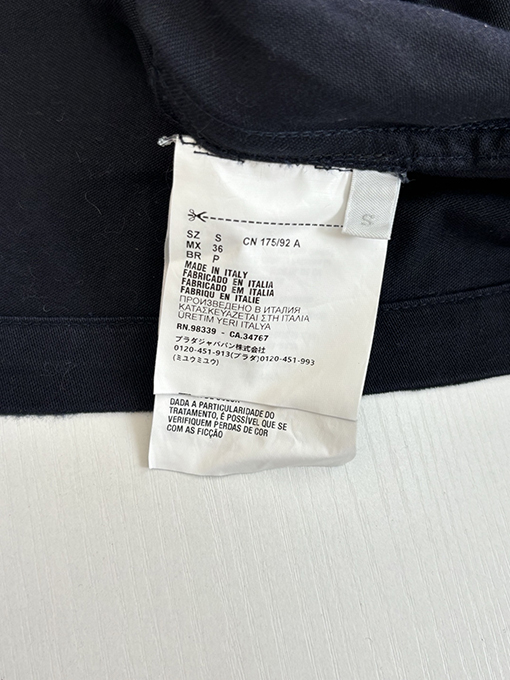 S
SZ S CN 175/92 A
MX 36
BR P
MADE IN ITALY
FABRICADO EN ITALIA
FABRICADO EM ITALIA
FABRIQU EN ITALIE
ПРОИЗВЕДЕНО В ИТАЛИЯ
ΚΑΤΑΣΚΕΥΑΖΕΤΑΙ ΣΤΗ ΙΤΑΛΙΑ
ÜRETIM YERI ITALYA
RN.98339 - CA.34767
プラダジャパン株式会社
0120-451-913(プラダ)0120-451-993
(ミュウミュウ)
DADA A PARTICULARIDADE DO
TRATAMENTO, É POSSÍVEL QUE SE
VERIFIQUEM PERDAS DE COR
COM AS FICÇÃO